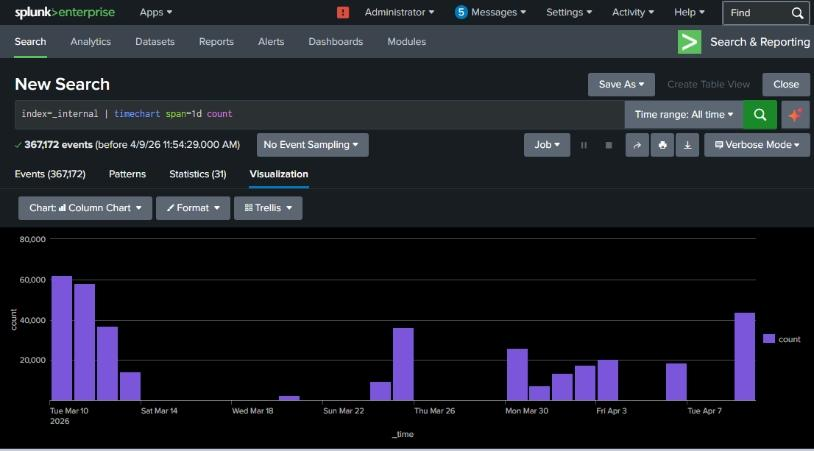 splunk>enterprise Apps ▾ ! Administrator ▾ 5 Messages ▾ Settings ▾ Activity ▾ Help ▾ Find
Search Analytics Datasets Reports Alerts Dashboards Modules > Search & Reporting
New Search Save As ▾ Create Table View Close
index=_internal | timechart span=1d count Time range: All time ▾
✓ 367,172 events (before 4/9/26 11:54:29.000 AM) No Event Sampling ▾ Job ▾ Verbose Mode ▾
Events (367,172) Patterns Statistics (31) Visualization
Chart: Column Chart ▾ Format ▾ Trellis ▾
80,000
60,000
40,000
20,000
count
count
Tue Mar 10 Sat Mar 14 Wed Mar 18 Sun Mar 22 Thu Mar 26 Mon Mar 30 Fri Apr 3 Tue Apr 7
2026
_time